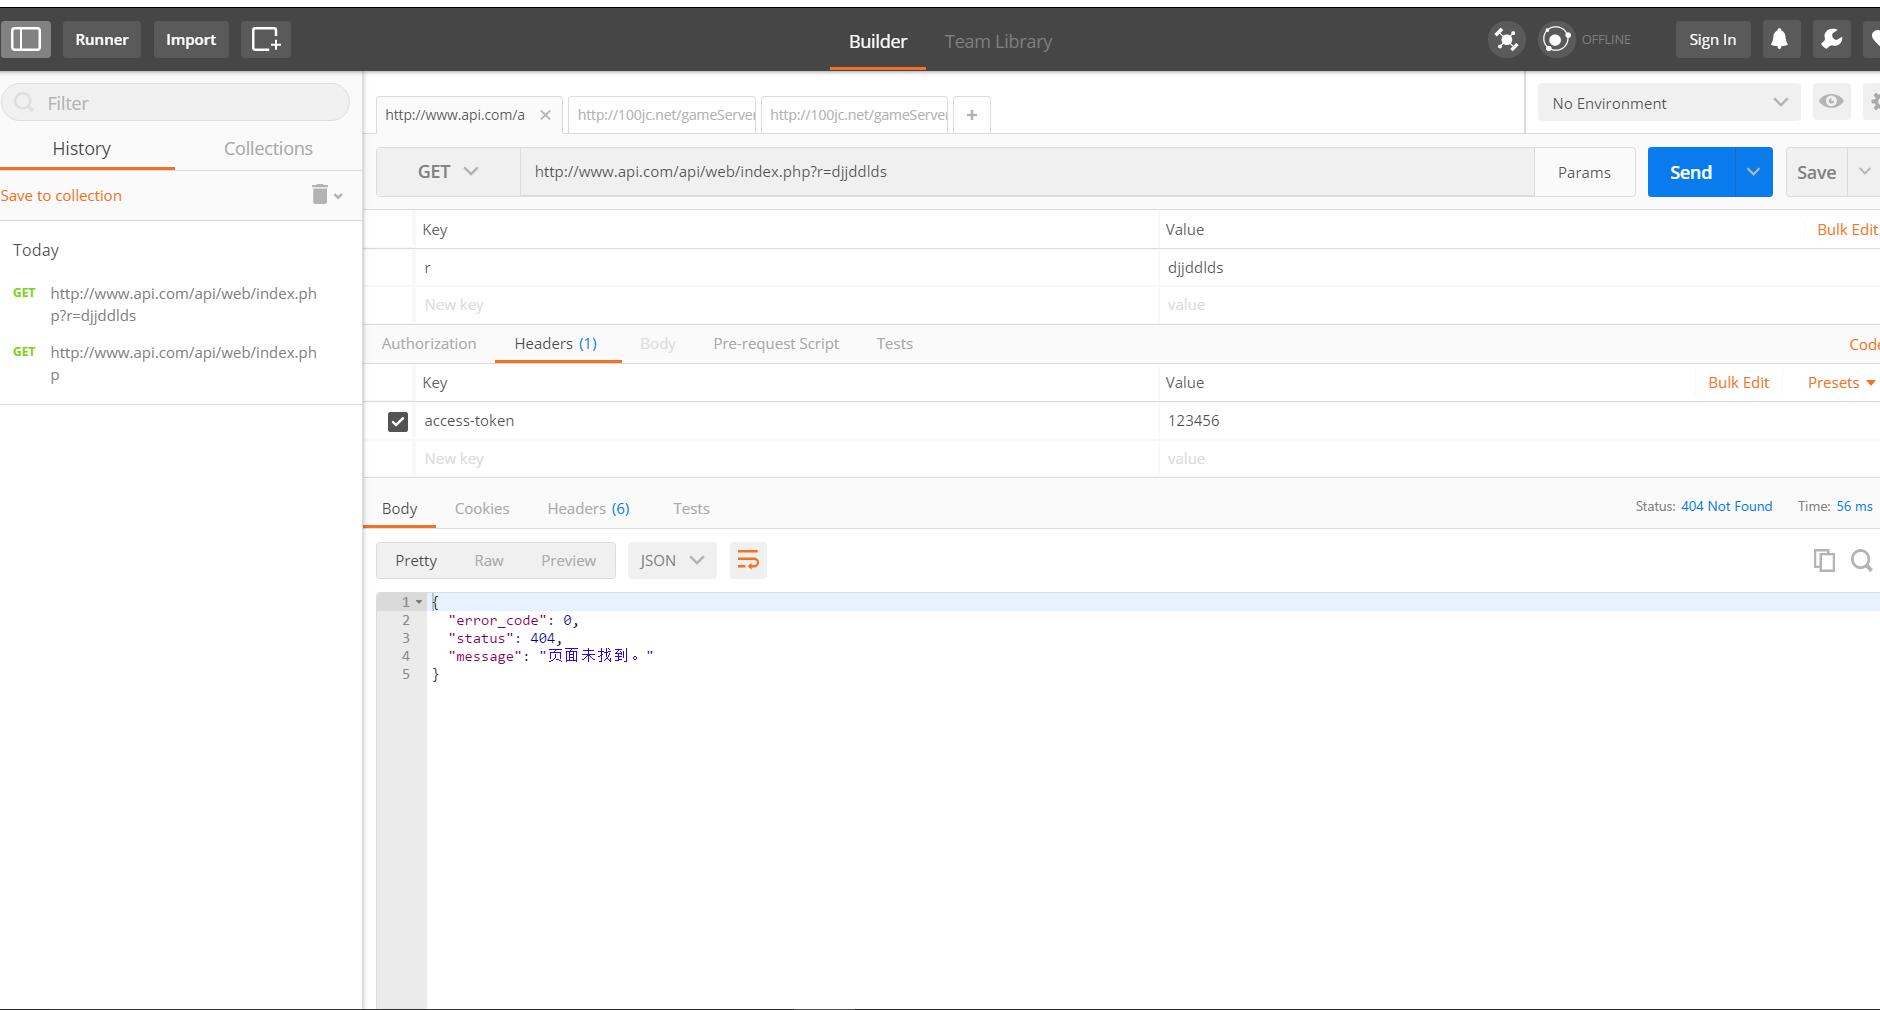 Runner Import Builder Team Library OFFLINE Sign In
Filter
http://www.api.com/a http://100jc.net/gameServer http://100jc.net/gameServer + No Environment
History Collections
GET http://www.api.com/api/web/index.php?r=djjddlds Params Send Save
Save to collection
Key Value Bulk Edit
Today
r djjddlds
GET http://www.api.com/api/web/index.ph
p?r=djjddlds
New key value
Authorization Headers (1) Body Pre-request Script Tests Code
GET http://www.api.com/api/web/index.ph
p
Key Value Bulk Edit Presets
access-token 123456
New key value
Body Cookies Headers (6) Tests Status: 404 Not Found Time: 56 ms
Pretty Raw Preview JSON
1 {
2 "error_code": 0,
3 "status": 404,
4 "message": "页面未找到。"
5 }